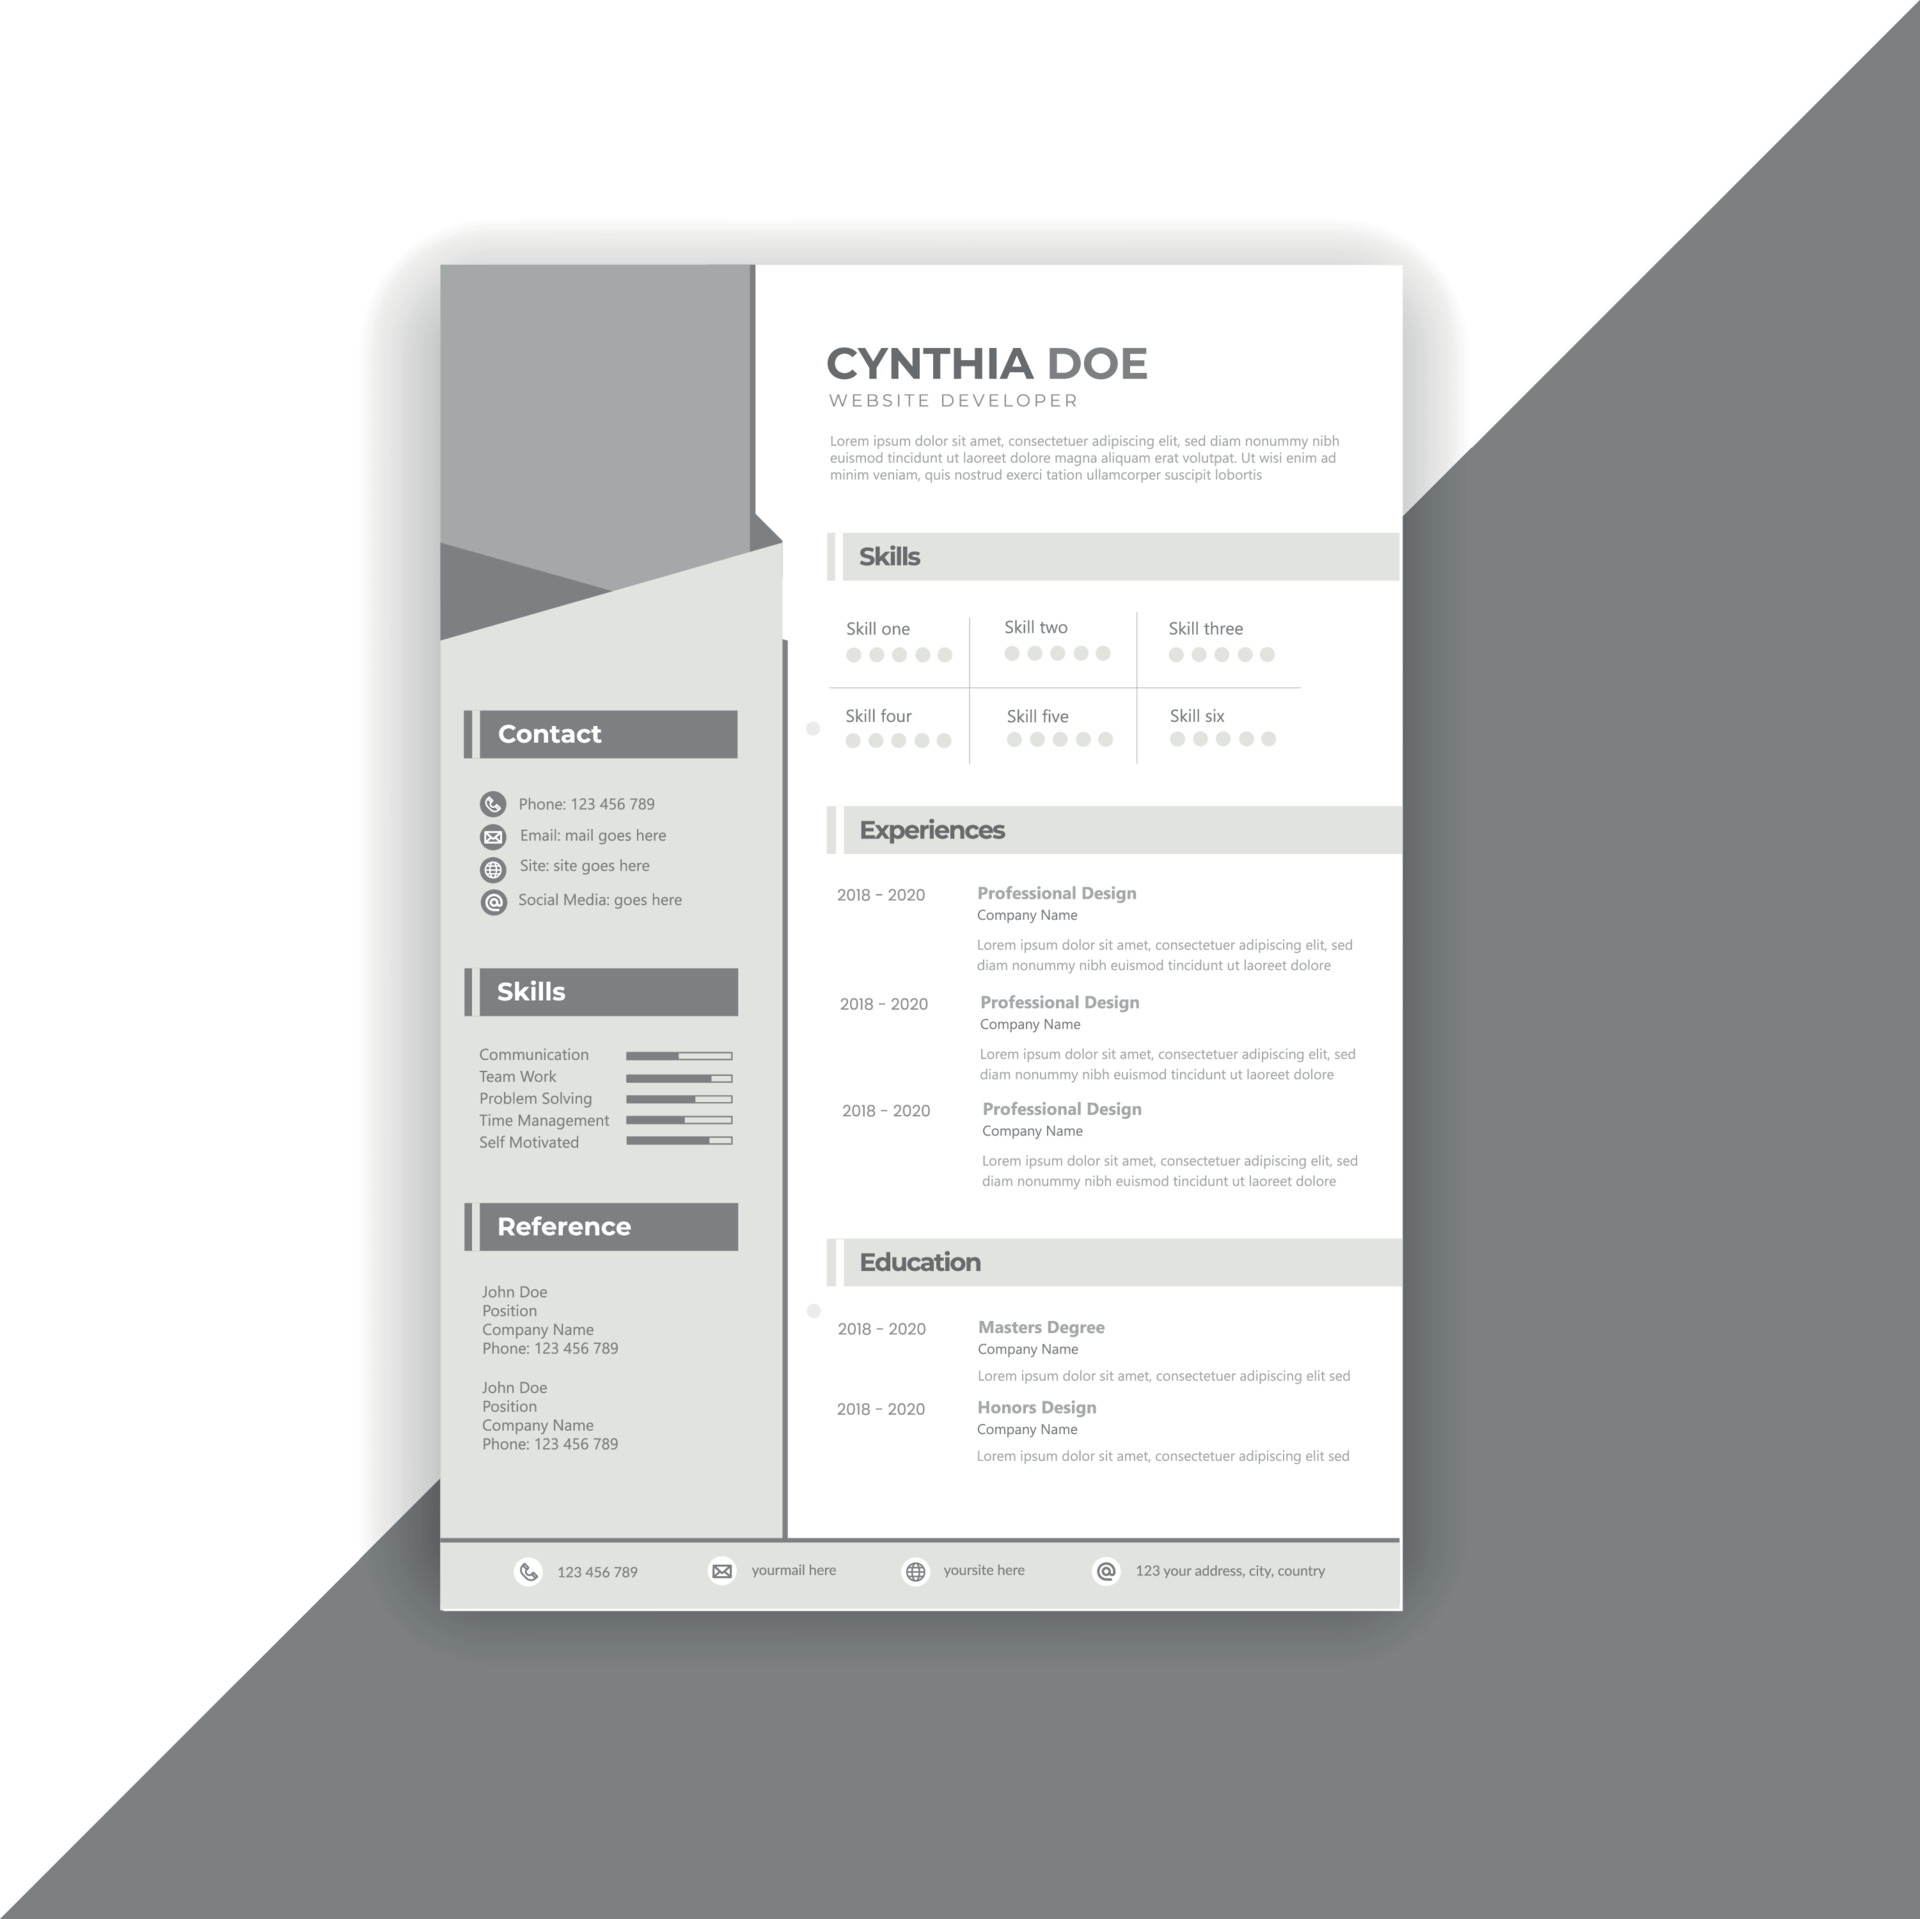 CYNTHIA DOE
WEBSITE DEVELOPER
Lorem ipsum dolor sit amet, consectetuer adipiscing elit, sed diam nonummy nibh
euismod tincidunt ut laoreet dolore magna aliquam erat volutpat. Ut wisi enim ad
minim veniam, quis nostrud exerci tation ullamcorper suscipit lobortis
Contact
Phone: 123 456 789
Email: mail goes here
Site: site goes here
Social Media: goes here
Skills
Communication
Team Work
Problem Solving
Time Management
Self Motivated
Reference
John Doe
Position
Company Name
Phone: 123 456 789
John Doe
Position
Company Name
Phone: 123 456 789
Skills
Skill one
Skill two
Skill three
Skill four
Skill five
Skill six
Experiences
2018 - 2020
Professional Design
Company Name
Lorem ipsum dolor sit amet, consectetuer adipiscing elit, sed
diam nonummy nibh euismod tincidunt ut laoreet dolore
2018 - 2020
Professional Design
Company Name
Lorem ipsum dolor sit amet, consectetuer adipiscing elit, sed
diam nonummy nibh euismod tincidunt ut laoreet dolore
2018 - 2020
Professional Design
Company Name
Lorem ipsum dolor sit amet, consectetuer adipiscing elit, sed
diam nonummy nibh euismod tincidunt ut laoreet dolore
Education
2018 - 2020
Masters Degree
Company Name
Lorem ipsum dolor sit amet, consectetuer adipiscing elit sed
2018 - 2020
Honors Design
Company Name
Lorem ipsum dolor sit amet, consectetuer adipiscing elit sed
123 456 789
yourmail here
yoursite here
123 your address, city, country